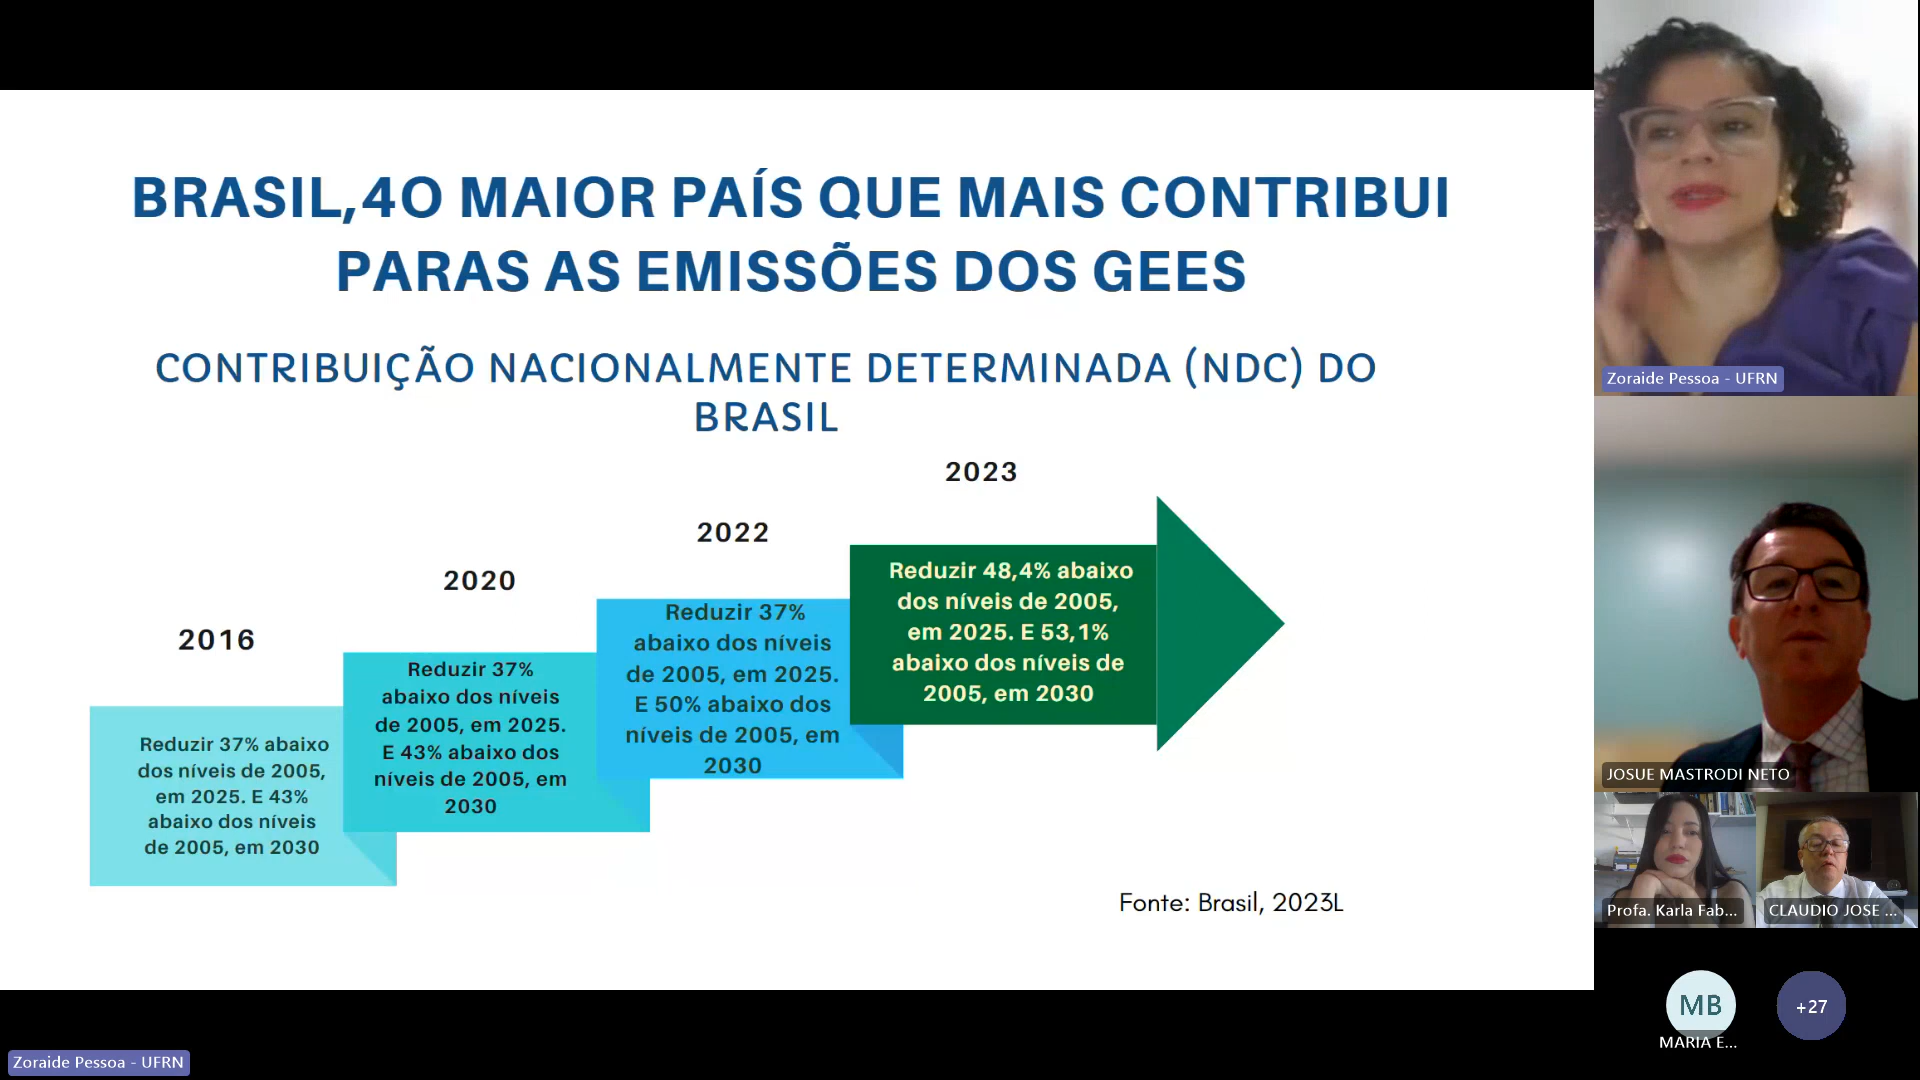 BRASIL,4O MAIOR PAÍS QUE MAIS CONTRIBUI
PARAS AS EMISSÕES DOS GEES
CONTRIBUIÇÃO NACIONALMENTE DETERMINADA (NDC) DO
BRASIL
2016
Reduzir 37% abaixo
dos níveis de 2005,
em 2025. E 43%
abaixo dos níveis
de 2005, em 2030
2020
Reduzir 37%
abaixo dos níveis
de 2005, em 2025.
E 43% abaixo dos
níveis de 2005, em
2030
2022
Reduzir 37%
abaixo dos níveis
de 2005, em 2025.
E 50% abaixo dos
níveis de 2005, em
2030
2023
Reduzir 48,4% abaixo
dos níveis de 2005,
em 2025. E 53,1%
abaixo dos níveis de
2005, em 2030
Fonte: Brasil, 2023L
Zoraide Pessoa - UFRN
Zoraide Pessoa - UFRN
JOSUE MASTRODI NETO
Profa. Karla Fab...
CLAUDIO JOSE ...
MB
MARIA E...
+27